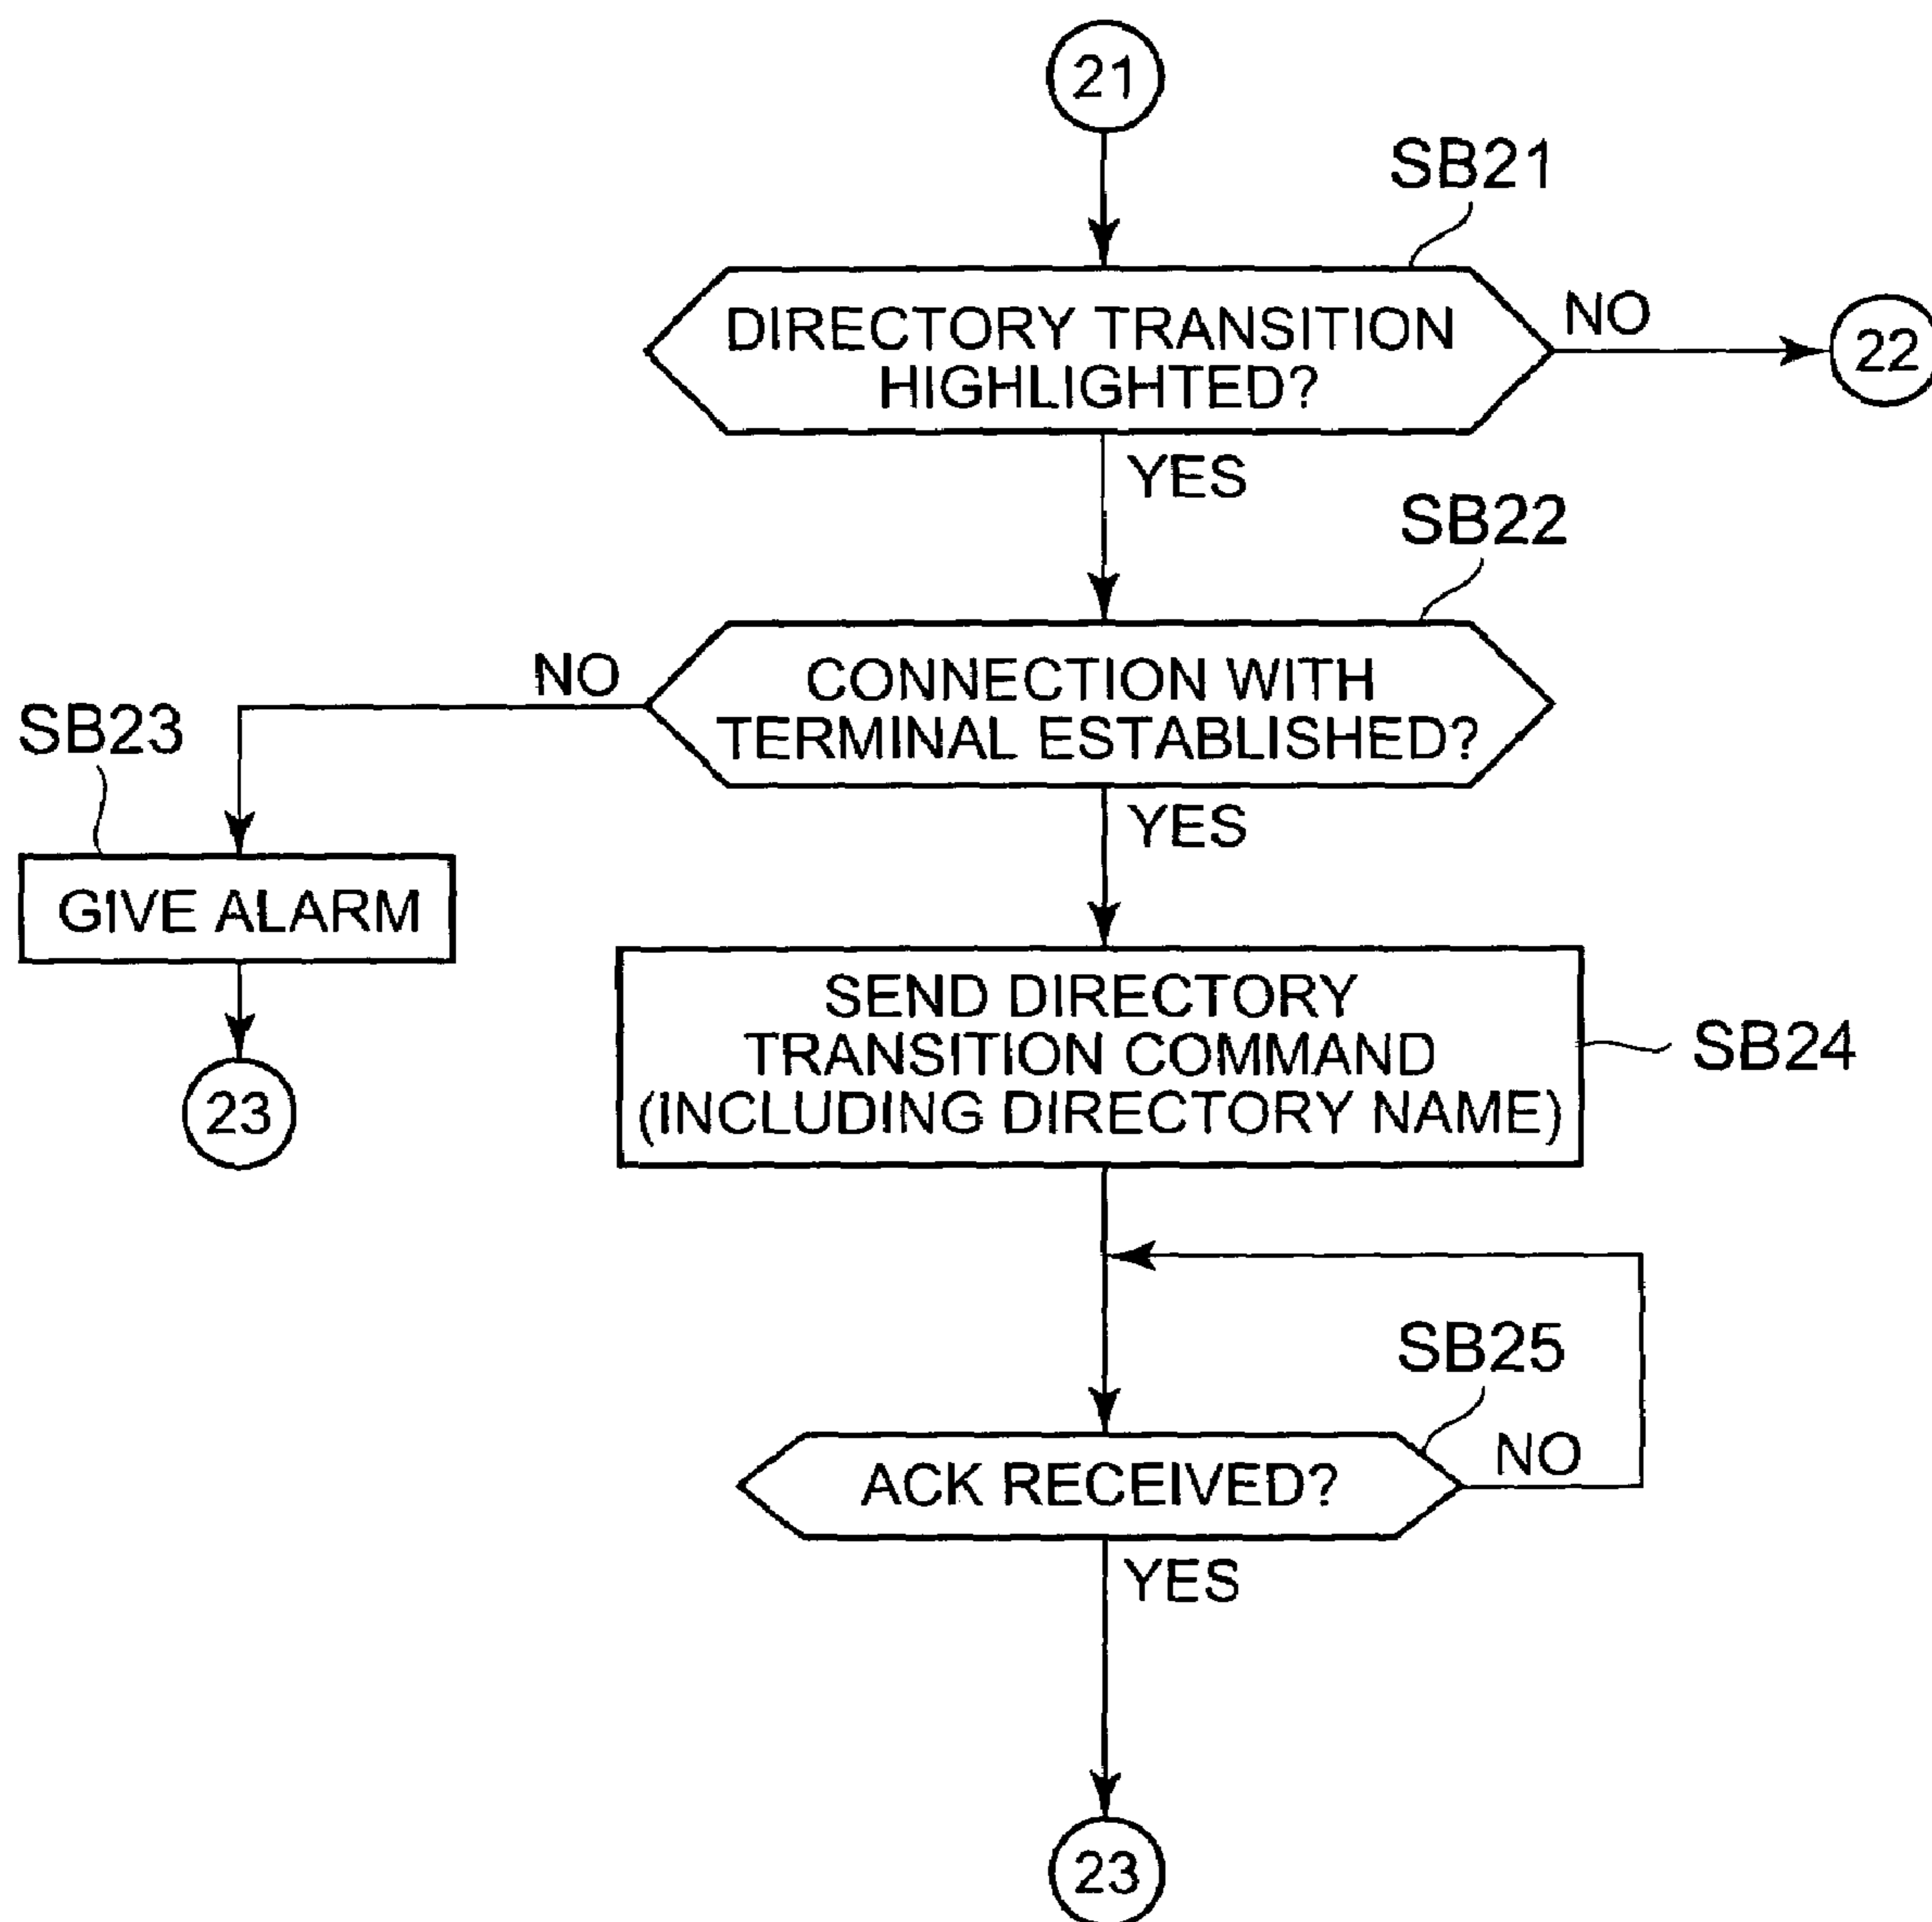 21
SB21
DIRECTORY TRANSITION
HIGHLIGHTED?
NO
22
YES
SB22
CONNECTION WITH
TERMINAL ESTABLISHED?
NO
SB23
YES
GIVE ALARM
23
SEND DIRECTORY
TRANSITION COMMAND
(INCLUDING DIRECTORY NAME)
SB24
SB25
ACK RECEIVED?
NO
YES
23